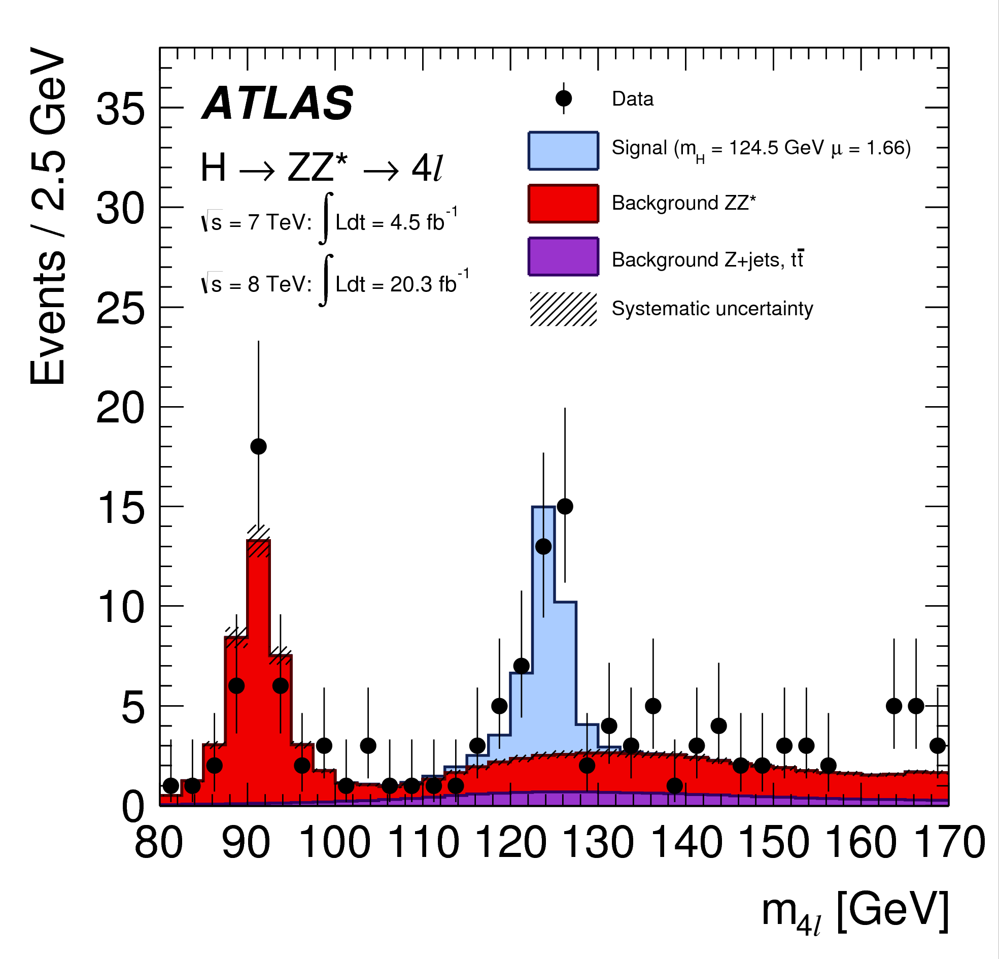 Events / 2.5 GeV
35
30
25
20
15
10
5
0
ATLAS
H → ZZ* → 4l
√s = 7 TeV: ∫Ldt = 4.5 fb⁻¹
√s = 8 TeV: ∫Ldt = 20.3 fb⁻¹
Data
Signal (m_H = 124.5 GeV μ = 1.66)
Background ZZ*
Background Z+jets, tt̄
Systematic uncertainty
80 90 100 110 120 130 140 150 160 170
m_4l [GeV]